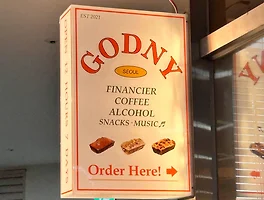 EST 2021
GODNY
SEOUL
FINANCIER
COFFEE
ALCOHOL
SNACKS · MUSIC♬
Order Here! ➡